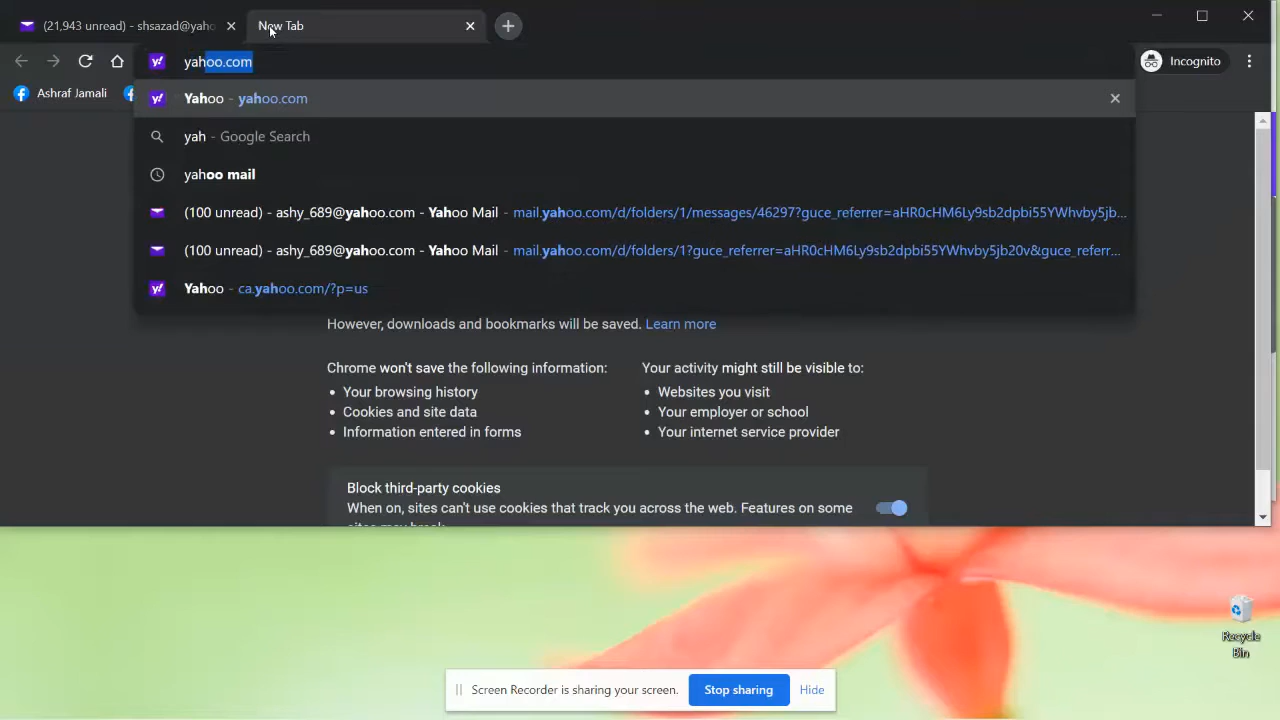 (21,943 unread) - shsazad@yaho
New Tab
yahoo.com
Incognito
Ashraf Jamali
Yahoo - yahoo.com
yah - Google Search
yahoo mail
(100 unread) - ashy_689@yahoo.com - Yahoo Mail - mail.yahoo.com/d/folders/1/messages/46297?guce_referrer=aHR0cHM6Ly9sb2dpbi55YWhvby5jb...
(100 unread) - ashy_689@yahoo.com - Yahoo Mail - mail.yahoo.com/d/folders/1?guce_referrer=aHR0cHM6Ly9sb2dpbi55YWhvby5jb20v&guce_referr...
Yahoo - ca.yahoo.com/?p=us
However, downloads and bookmarks will be saved. Learn more
Chrome won't save the following information:
• Your browsing history
• Cookies and site data
• Information entered in forms
Your activity might still be visible to:
• Websites you visit
• Your employer or school
• Your internet service provider
Block third-party cookies
When on, sites can't use cookies that track you across the web. Features on some
sites may break.
Recycle
Bin
Screen Recorder is sharing your screen.
Stop sharing
Hide